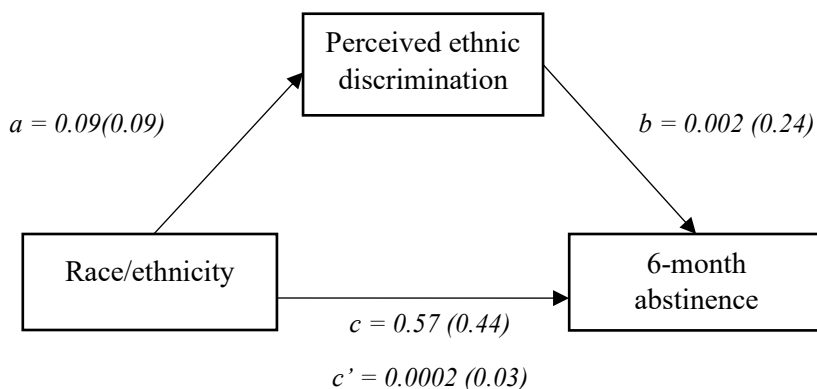 Perceived ethnic
discrimination
a = 0.09(0.09)
b = 0.002 (0.24)
Race/ethnicity
6-month
abstinence
c = 0.57 (0.44)
c’ = 0.0002 (0.03)